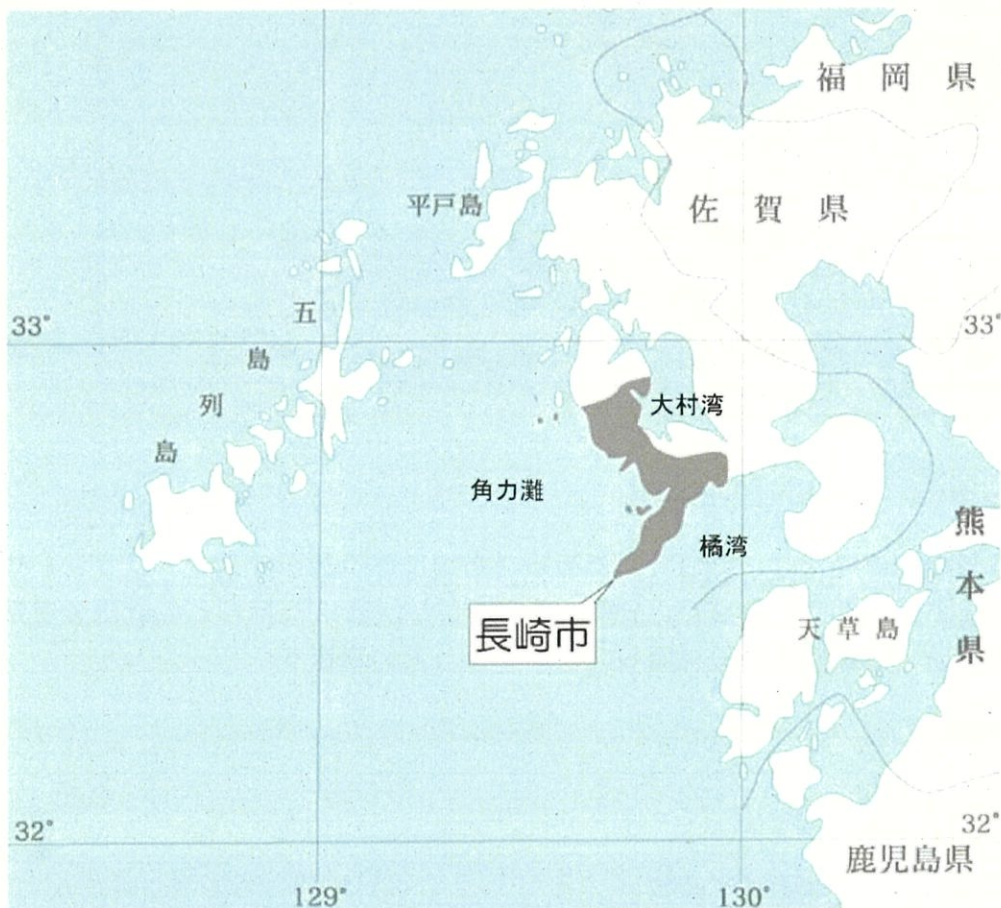 福岡県
平戸島
佐賀県
五島列島
33°
33°
大村湾
角力灘
橘湾
熊本県
長崎市
天草島
32°
32°
鹿児島県
129°
130°